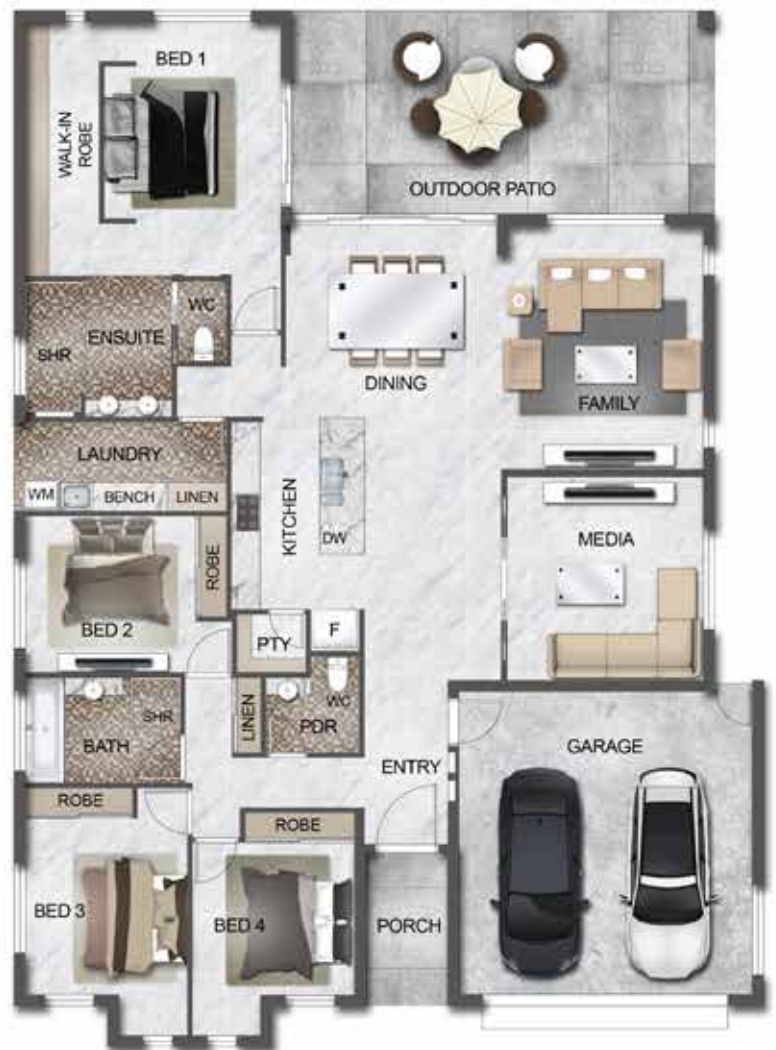 BED 1
WALK-IN
ROBE
OUTDOOR PATIO
WC
ENSUITE
SHR
DINING
FAMILY
LAUNDRY
WM
BENCH
LINEN
KITCHEN
DW
MEDIA
ROBE
BED 2
PTY
F
LINEN
WC
PDR
SHR
BATH
ENTRY
GARAGE
ROBE
ROBE
BED 3
BED 4
PORCH